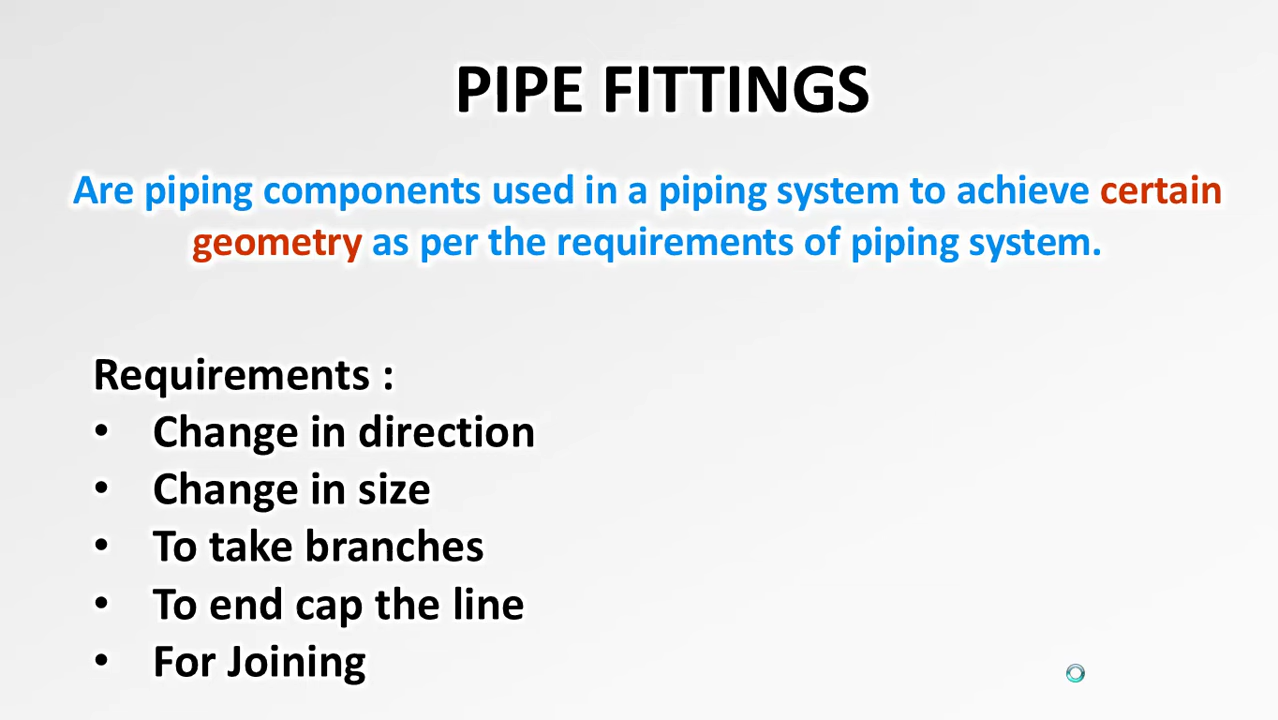 PIPE FITTINGS
Are piping components used in a piping system to achieve certain
geometry as per the requirements of piping system.
Requirements :
• Change in direction
• Change in size
• To take branches
• To end cap the line
• For Joining